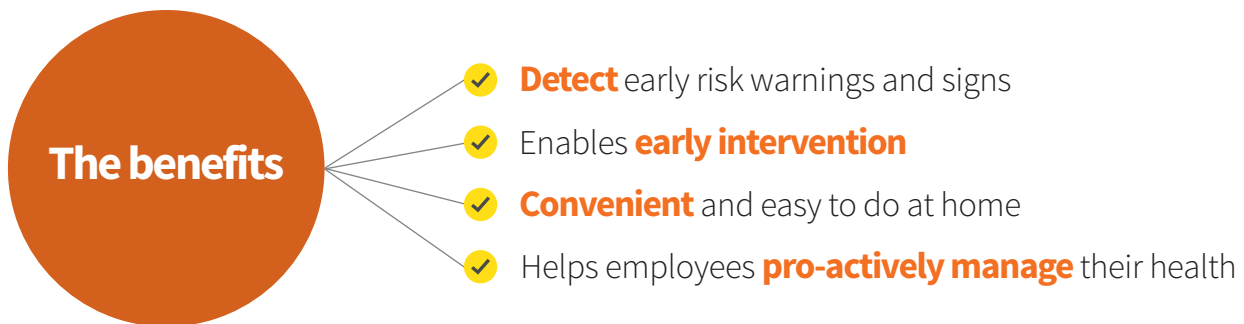 The benefits
Detect early risk warnings and signs
Enables early intervention
Convenient and easy to do at home
Helps employees pro-actively manage their health